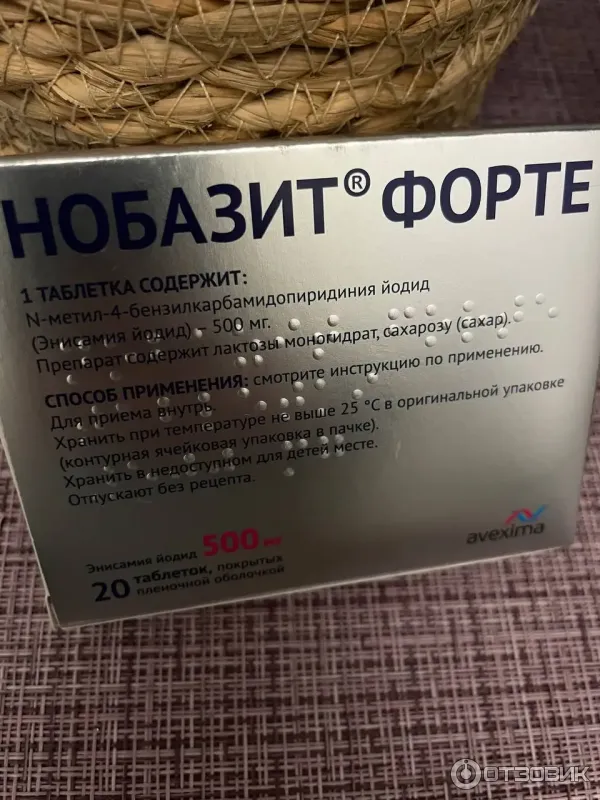 НОБАЗИТ® ФОРТЕ
1 ТАБЛЕТКА СОДЕРЖИТ:
N-метил-4-бензилкарбамидопиридиния йодид
(Энисамия йодид) – 500 мг.
Препарат содержит лактозы моногидрат, сахарозу (сахар).
СПОСОБ ПРИМЕНЕНИЯ: смотрите инструкцию по применению.
Для приема внутрь.
Хранить при температуре не выше 25 °С в оригинальной упаковке
(контурная ячейковая упаковка в пачке).
Хранить в недоступном для детей месте.
Отпускают без рецепта.
Энисамия йодид 500 мг
20 таблеток, покрытых
пленочной оболочкой
avexima
ОТЗОВИК